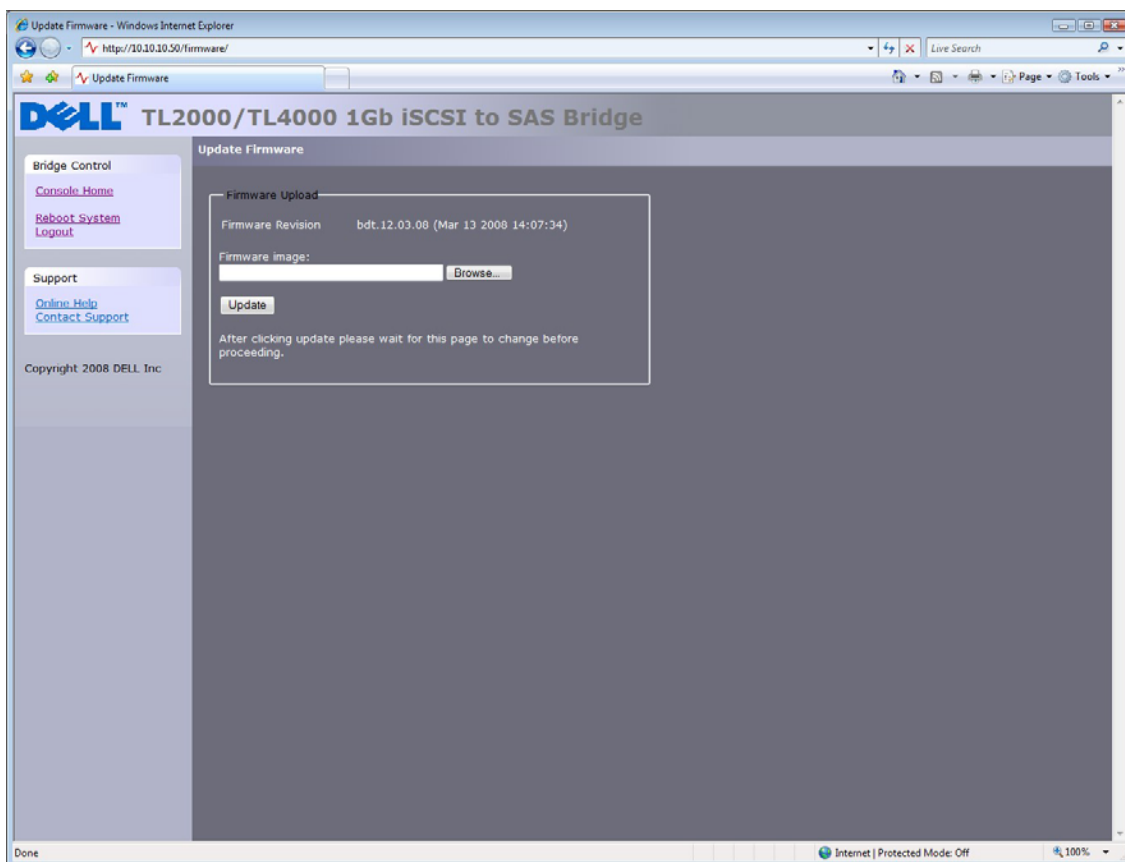 Update Firmware - Windows Internet Explorer
http://10.10.10.50/firmware/
Live Search
Update Firmware
Page
Tools
DELL™ TL2000/TL4000 1Gb iSCSI to SAS Bridge
Update Firmware
Bridge Control
Console Home
Reboot System
Logout
Support
Online Help
Contact Support
Copyright 2008 DELL Inc
Firmware Upload
Firmware Revision bdt.12.03.08 (Mar 13 2008 14:07:34)
Firmware image:
Browse...
Update
After clicking update please wait for this page to change before
proceeding.
Done
Internet | Protected Mode: Off
100%